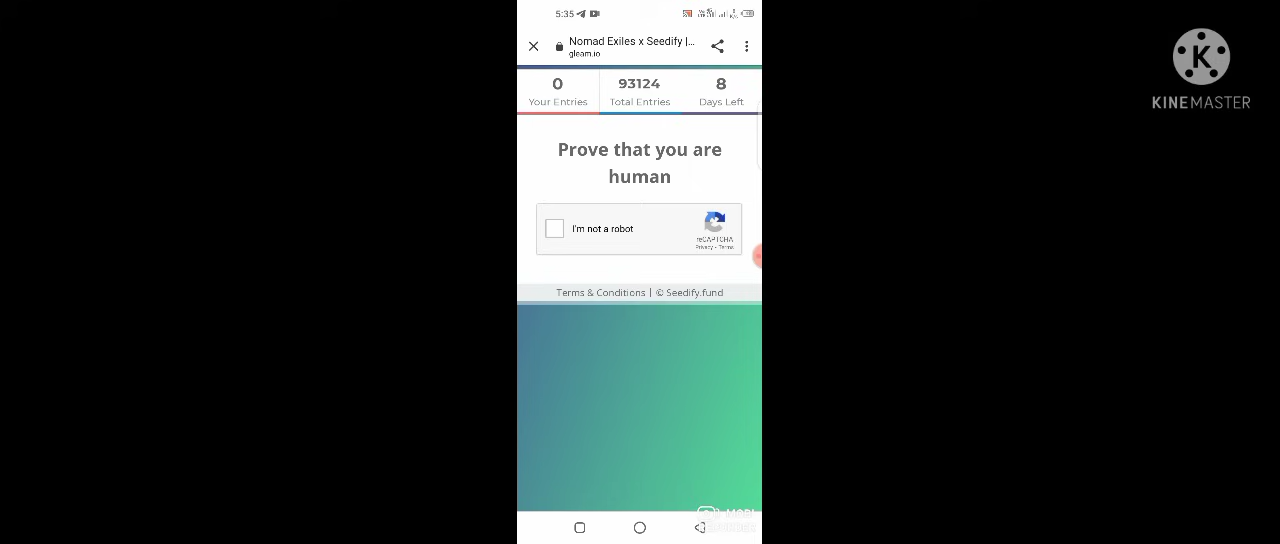 5:35
Nomad Exiles x Seedify |...
gleam.io
0 93124 8
Your Entries Total Entries Days Left
Prove that you are
human
I'm not a robot
reCAPTCHA
Privacy - Terms
Terms & Conditions | © Seedify.fund
K
KINEMASTER